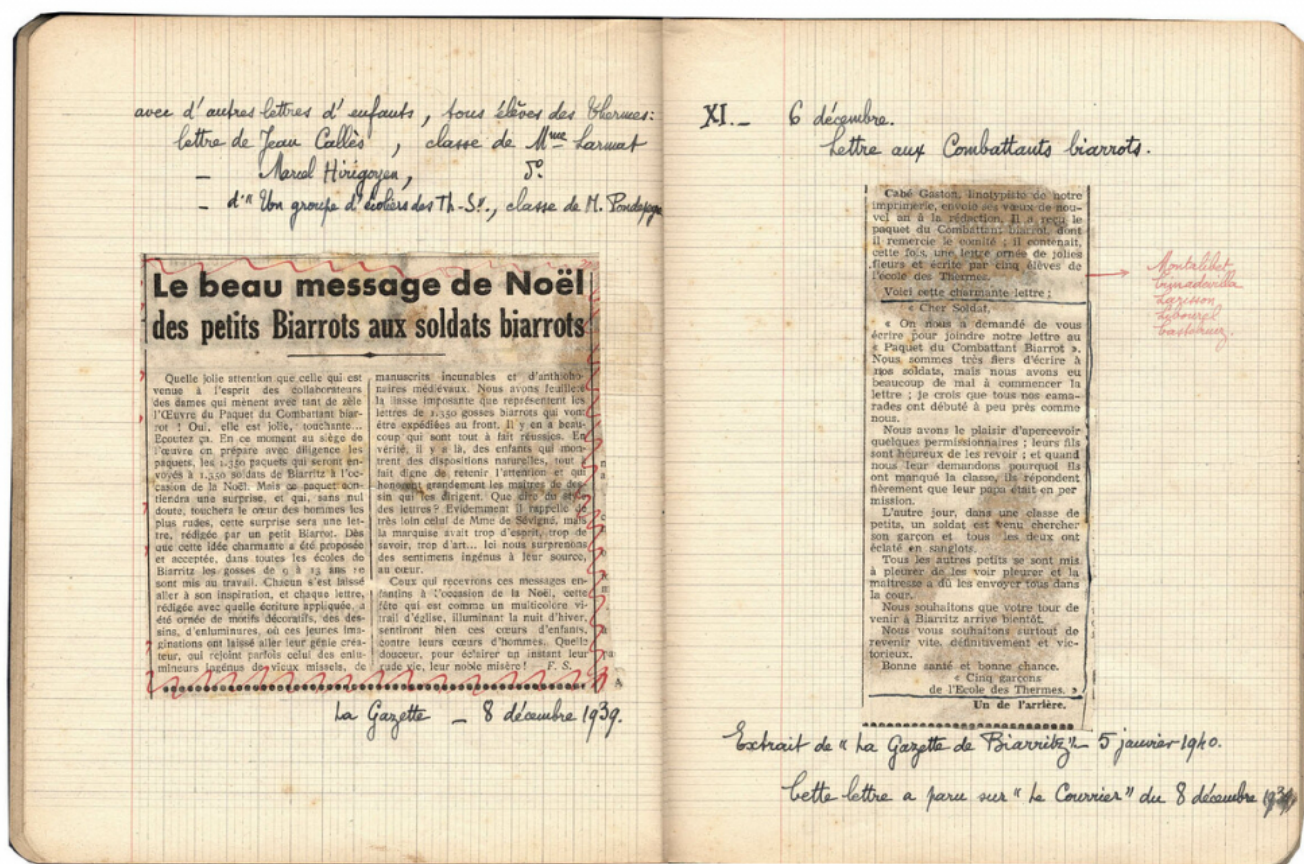 avec d'autres lettres d'enfants, tous élèves des Thermes:
lettre de Jean Callès, classe de Mme Larmat
— Marcel Hirigoyen, do
— d'" Un groupe d'écoliers des Th-S"., classe de M.
Le beau message de Noël
des petits Biarrots aux soldats biarrots
Quelle jolie attention que celle qui est
venue à l'esprit des collaborateurs
des dames qui mènent avec tant de zèle
l'Œuvre du Paquet du Combattant biar-
rot ! Oui, elle est jolie, touchante...
Ecoutez ça. En ce moment au siège de
l'œuvre on prépare avec diligence les
paquets, les 1.350 paquets qui seront en-
voyés à 1.350 soldats de Biarritz à l'oc-
casion de la Noël. Mais ce paquet con-
tiendra une surprise, et qui, sans nul
doute, touchera le cœur des hommes les
plus rudes, cette surprise sera une let-
tre, rédigée par un petit Biarrot. Dès
que cette idée charmante a été proposée
et acceptée, dans toutes les écoles de
Biarritz les gosses de 9 à 13 ans se
sont mis au travail. Chacun s'est laissé
aller à son inspiration, et chaque lettre,
rédigée avec quelle écriture appliquée, a
été ornée de motifs décoratifs, des des-
sins, d'enluminures, où ces jeunes ima-
ginations ont laissé aller leur génie créa-
teur, qui rejoint parfois celui des enlu-
mineurs ingénus de vieux missels, de
manuscrits incunables et d'antipho-
naires médiévaux. Nous avons feuilleté
la liasse imposante que représentent les
lettres de 1.350 gosses biarrots qui vont
être expédiées au front. Il y en a beau-
coup qui sont tout à fait réussies. En
vérité, il y a là, des enfants qui mon-
trent des dispositions naturelles, tout à
fait digne de retenir l'attention et qui
honorent grandement les maîtres de des-
sin qui les dirigent. Que dire du style
des lettres ? Evidemment il rappelle de
très loin celui de Mme de Sévigné, mais
la marquise avait trop d'esprit, trop de
savoir, trop d'art... Ici nous surprenons
des sentimens ingénus à leur source,
au cœur.
Ceux qui recevrons ces messages en-
fantins à l'occasion de la Noël, cette
fête qui est comme un multicolore vi-
trail d'église, illuminant la nuit d'hiver,
sentiront bien ces cœurs d'enfants,
contre leurs cœurs d'hommes. Quelle
douceur, pour éclairer un instant leur
rude vie, leur noble misère ! F. S.
La Gazette — 8 décembre 1939.
XI. — 6 décembre.
Lettre aux Combattants biarrots.
Cabé Gaston, linotypiste de notre
imprimerie, envoie ses vœux de nou-
vel an à la rédaction. Il a reçu le
paquet du Combattant biarrot, dont
il remercie le comité ; il contenait,
cette fois, une lettre ornée de jolies
fleurs et écrite par cinq élèves de
l'école des Thermes.
Voici cette charmante lettre :
« Cher Soldat,
« On nous a demandé de vous
écrire pour joindre notre lettre au
« Paquet du Combattant Biarrot ».
Nous sommes très fiers d'écrire à
nos soldats, mais nous avons eu
beaucoup de mal à commencer la
lettre ; je crois que tous nos cama-
rades ont débuté à peu près comme
nous.
Nous avons le plaisir d'apercevoir
quelques permissionnaires ; leurs fils
sont heureux de les revoir ; et quand
nous leur demandons pourquoi ils
ont manqué la classe, ils répondent
fièrement que leur papa était en per
mission.
L'autre jour, dans une classe de
petits, un soldat est venu chercher
son garçon et tous les deux ont
éclaté en sanglots.
Tous les autres petits se sont mis
à pleurer de les voir pleurer et la
maîtresse a dû les envoyer tous dans
la cour.
Nous souhaitons que votre tour de
venir à Biarritz arrive bientôt.
Nous vous souhaitons surtout de
revenir vite, définitivement et vic-
torieux.
Bonne santé et bonne chance.
« Cinq garçons
de l'Ecole des Thermes. »
Un de l'arrière.
Montalibet
Larisson
Libourel
Extrait de " La Gazette de Biarritz " — 5 janvier 1940.
Cette lettre a paru sur " Le Courrier " du 8 décembre 1939